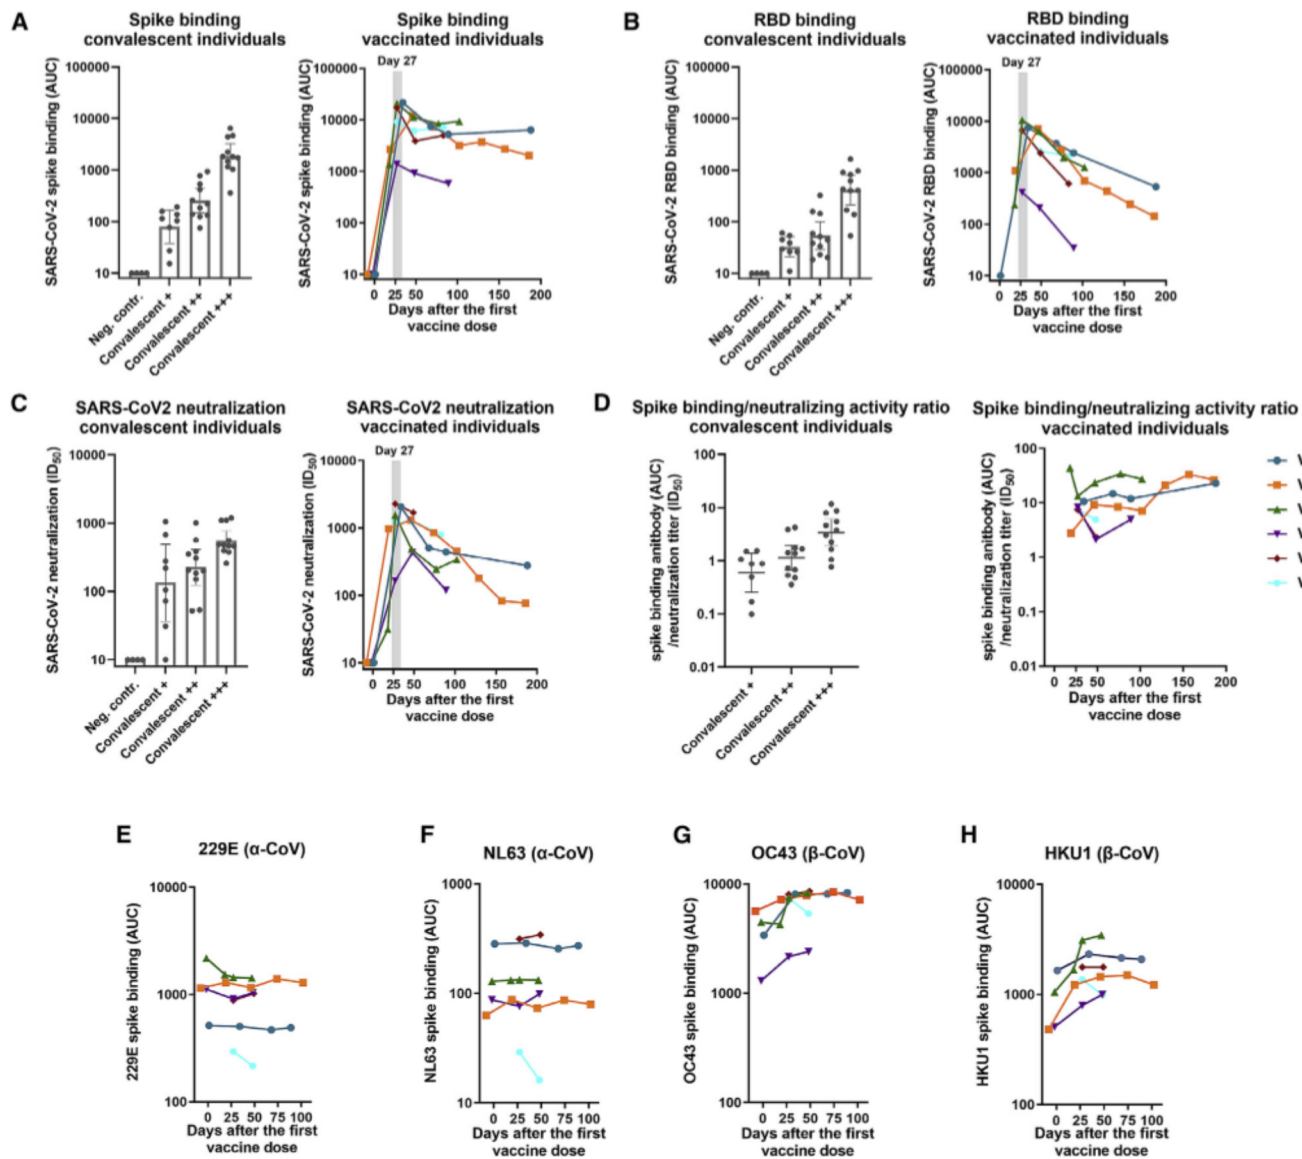 A
Spike binding
convalescent individuals
SARS-CoV-2 spike binding (AUC)
100000
10000
1000
100
10
Neg. contr.
Convalescent +
Convalescent ++
Convalescent +++
Spike binding
vaccinated individuals
Day 27
SARS-CoV-2 spike binding (AUC)
100000
10000
1000
100
10
0 25 50 100 150 200
Days after the first
vaccine dose
B
RBD binding
convalescent individuals
SARS-CoV-2 RBD binding (AUC)
100000
10000
1000
100
10
Neg. contr.
Convalescent +
Convalescent ++
Convalescent +++
RBD binding
vaccinated individuals
Day 27
SARS-CoV-2 RBD binding (AUC)
100000
10000
1000
100
10
0 25 50 100 150 200
Days after the first
vaccine dose
C
SARS-CoV2 neutralization
convalescent individuals
SARS-CoV-2 neutralization (ID50)
10000
1000
100
10
Neg. contr.
Convalescent +
Convalescent ++
Convalescent +++
SARS-CoV2 neutralization
vaccinated individuals
Day 27
SARS-CoV-2 neutralization (ID50)
10000
1000
100
10
0 25 50 100 150 200
Days after the first
vaccine dose
D
Spike binding/neutralizing activity ratio
convalescent individuals
spike binding antibody (AUC)
/neutralization titer (ID50)
100
10
1
0.1
0.01
Convalescent +
Convalescent ++
Convalescent +++
Spike binding/neutralizing activity ratio
vaccinated individuals
spike binding anitbody (AUC)
/neutralization titer (ID50)
100
10
1
0.1
0.01
0 25 50 100 150 200
Days after the first
vaccine dose
V
V
V
V
V
V
E
229E (α-CoV)
229E spike binding (AUC)
10000
1000
100
0 25 50 75 100
Days after the first
vaccine dose
F
NL63 (α-CoV)
NL63 spike binding (AUC)
1000
100
10
0 25 50 75 100
Days after the first
vaccine dose
G
OC43 (β-CoV)
OC43 spike binding (AUC)
10000
1000
100
0 25 50 75 100
Days after the first
vaccine dose
H
HKU1 (β-CoV)
HKU1 spike binding (AUC)
10000
1000
100
0 25 50 75 100
Days after the first
vaccine dose